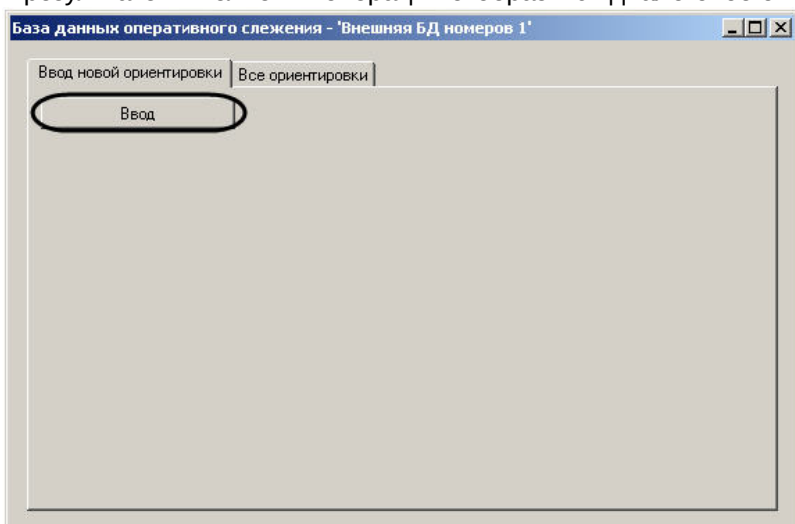 База данных оперативного слежения - 'Внешняя БД номеров 1'
Ввод новой ориентировки
Все ориентировки
Ввод